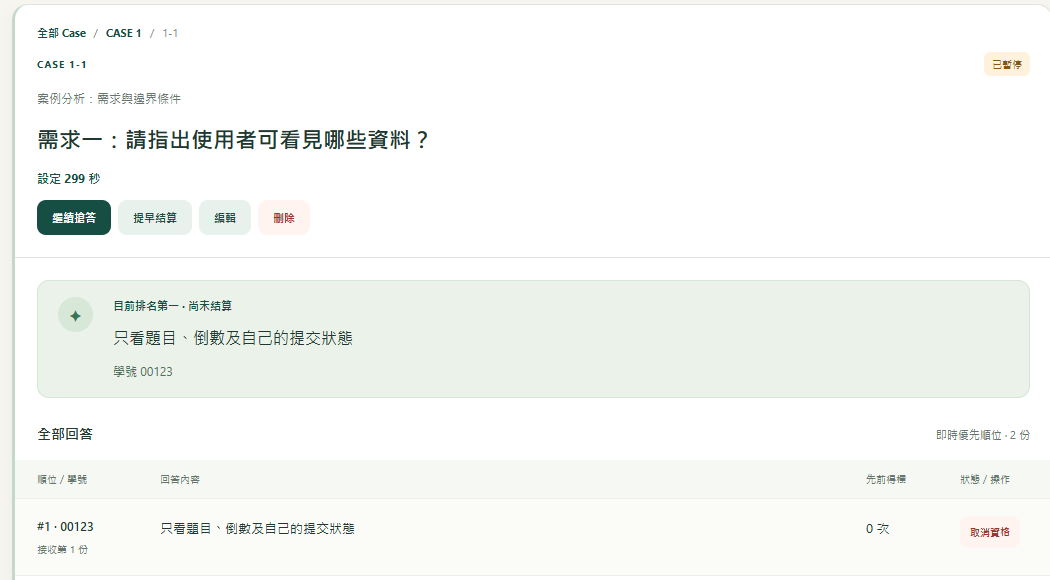 全部 Case / CASE 1 / 1-1
CASE 1-1
已暫停
案例分析：需求與邊界條件
需求一：請指出使用者可看見哪些資料？
設定 299 秒
繼續搶答 提早結算 編輯 刪除
✦
目前排名第一 · 尚未結算
只看題目、倒數及自己的提交狀態
學號 00123
全部回答
即時優先順位 · 2 份
順位 / 學號 回答內容 先前得標 狀態 / 操作
#1 · 00123 只看題目、倒數及自己的提交狀態 0 次 取消資格
接收第 1 份